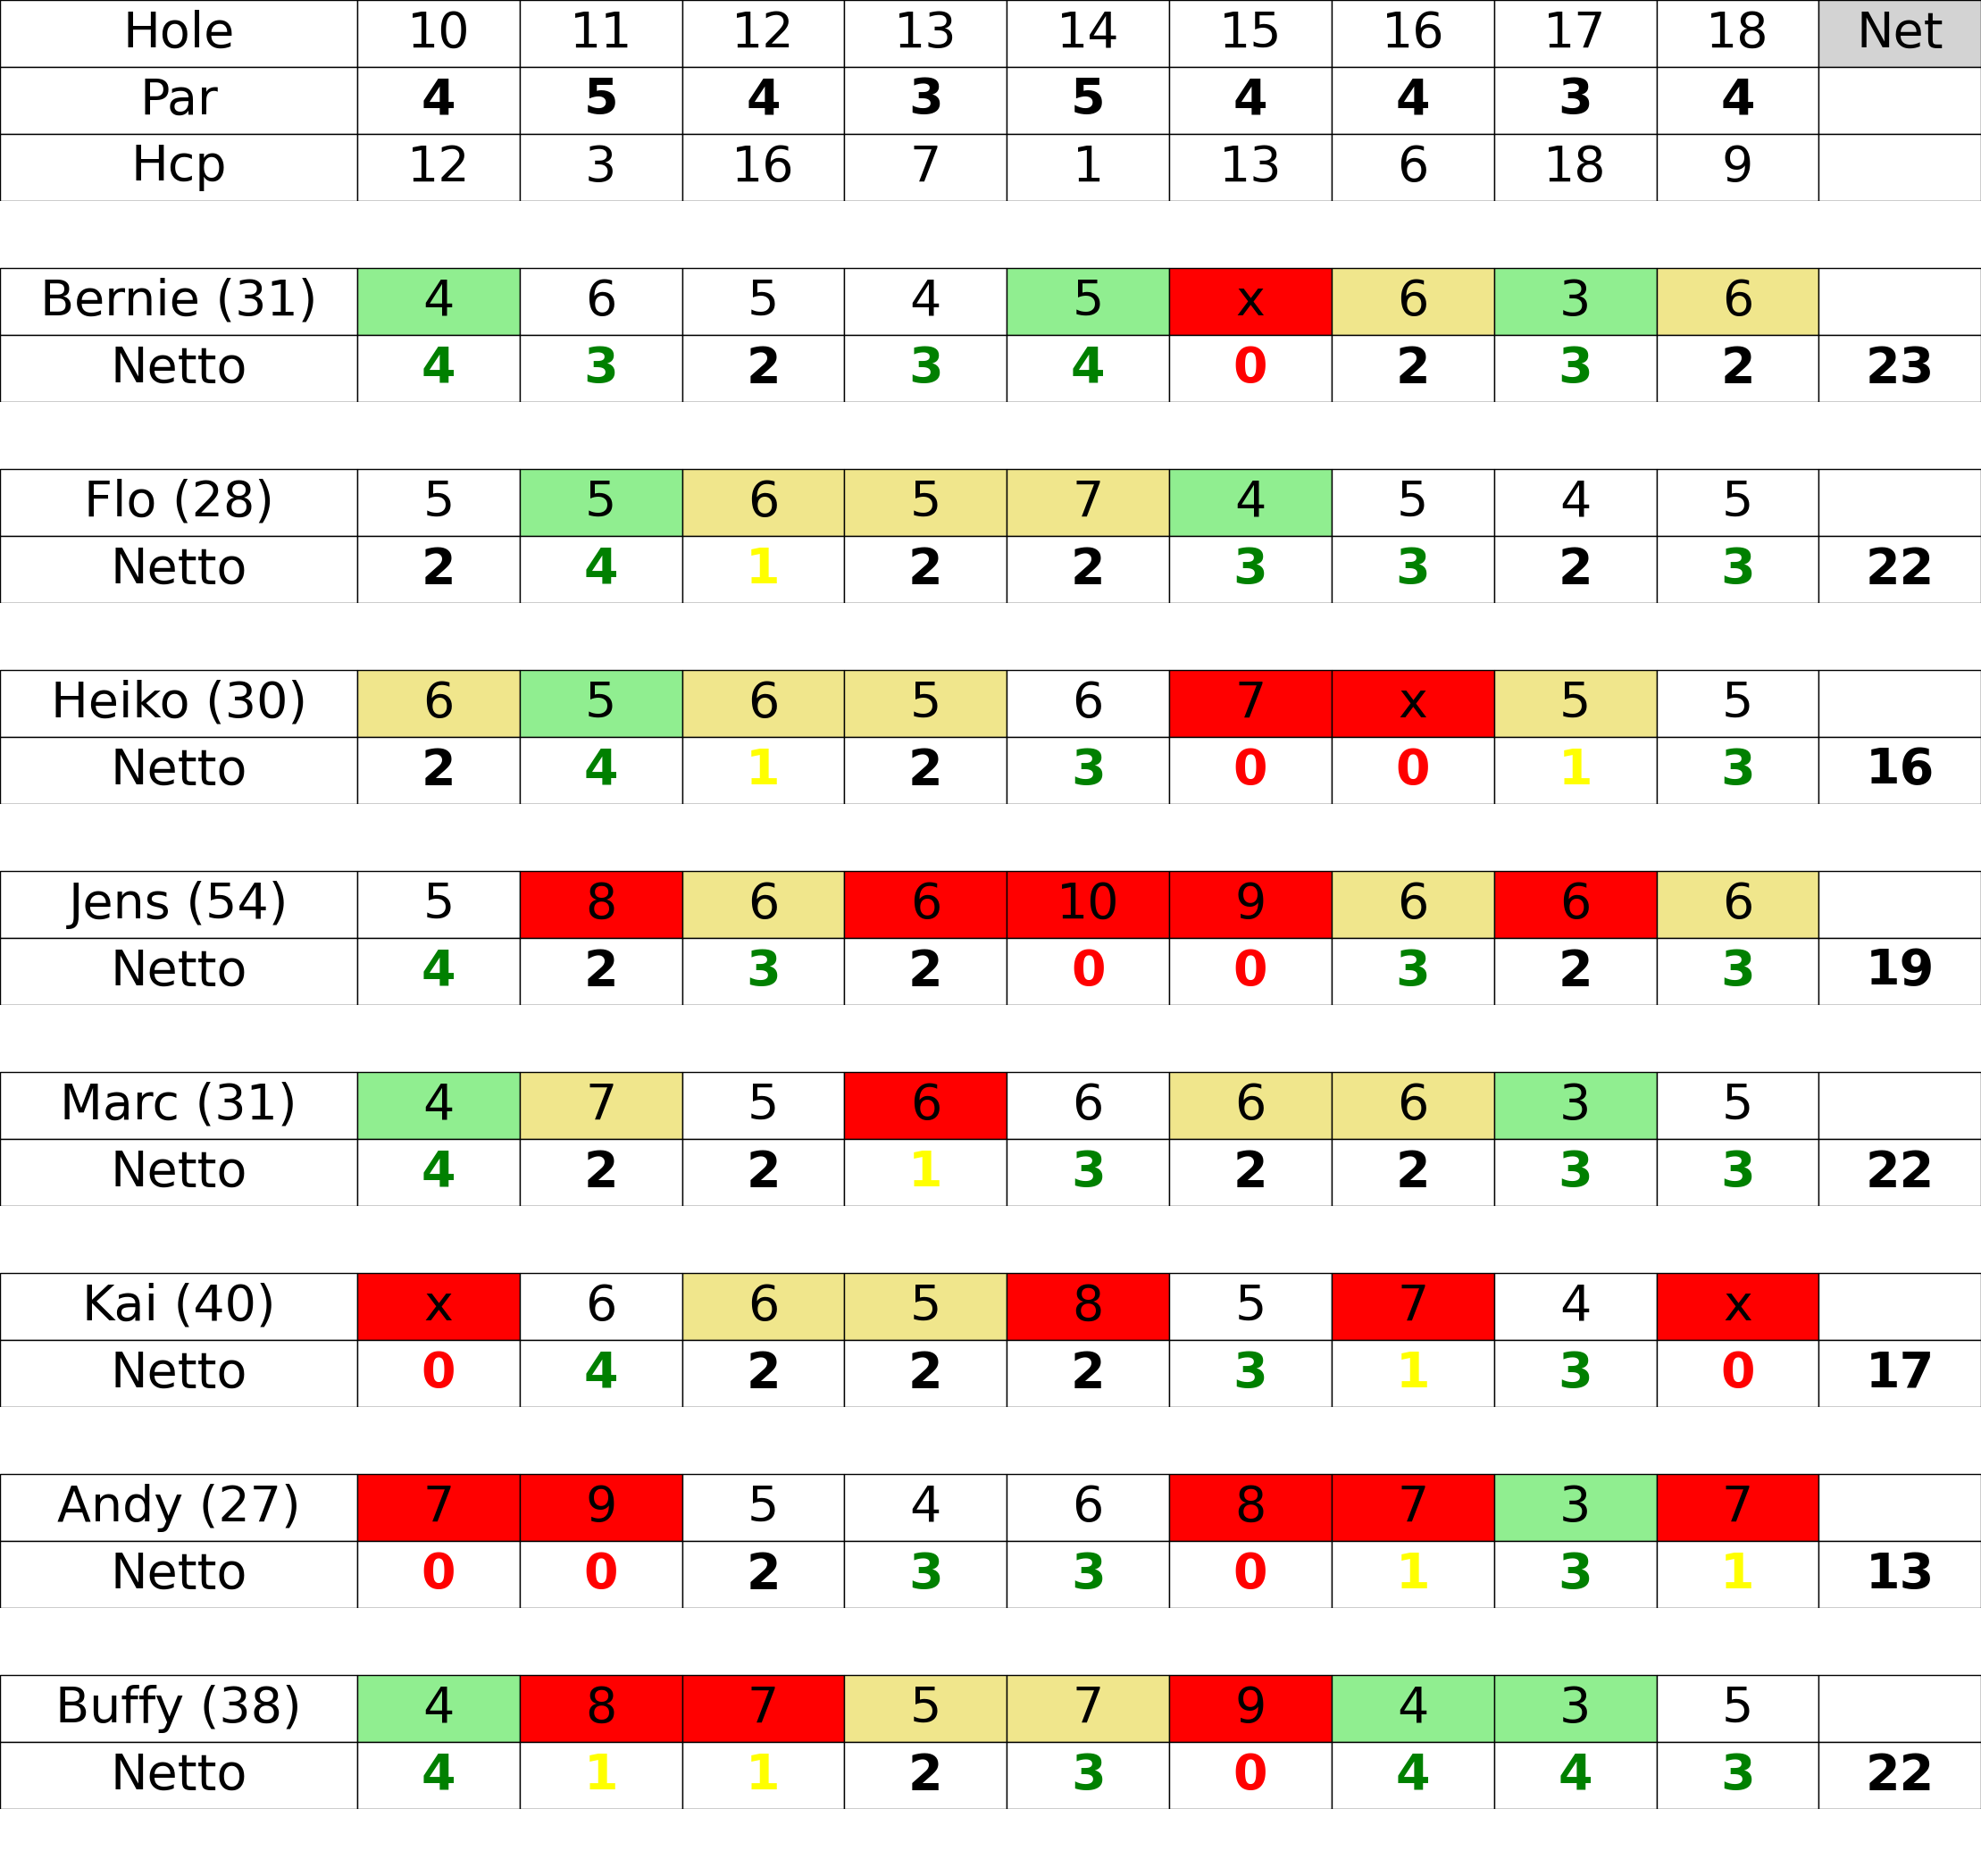 Hole 10 11 12 13 14 15 16 17 18 Net
Par 4 5 4 3 5 4 4 3 4
Hcp 12 3 16 7 1 13 6 18 9
Bernie (31) 4 6 5 4 5 x 6 3 6
Netto 4 3 2 3 4 0 2 3 2 23
Flo (28) 5 5 6 5 7 4 5 4 5
Netto 2 4 1 2 2 3 3 2 3 22
Heiko (30) 6 5 6 5 6 7 x 5 5
Netto 2 4 1 2 3 0 0 1 3 16
Jens (54) 5 8 6 6 10 9 6 6 6
Netto 4 2 3 2 0 0 3 2 3 19
Marc (31) 4 7 5 6 6 6 6 3 5
Netto 4 2 2 1 3 2 2 3 3 22
Kai (40) x 6 6 5 8 5 7 4 x
Netto 0 4 2 2 2 3 1 3 0 17
Andy (27) 7 9 5 4 6 8 7 3 7
Netto 0 0 2 3 3 0 1 3 1 13
Buffy (38) 4 8 7 5 7 9 4 3 5
Netto 4 1 1 2 3 0 4 4 3 22